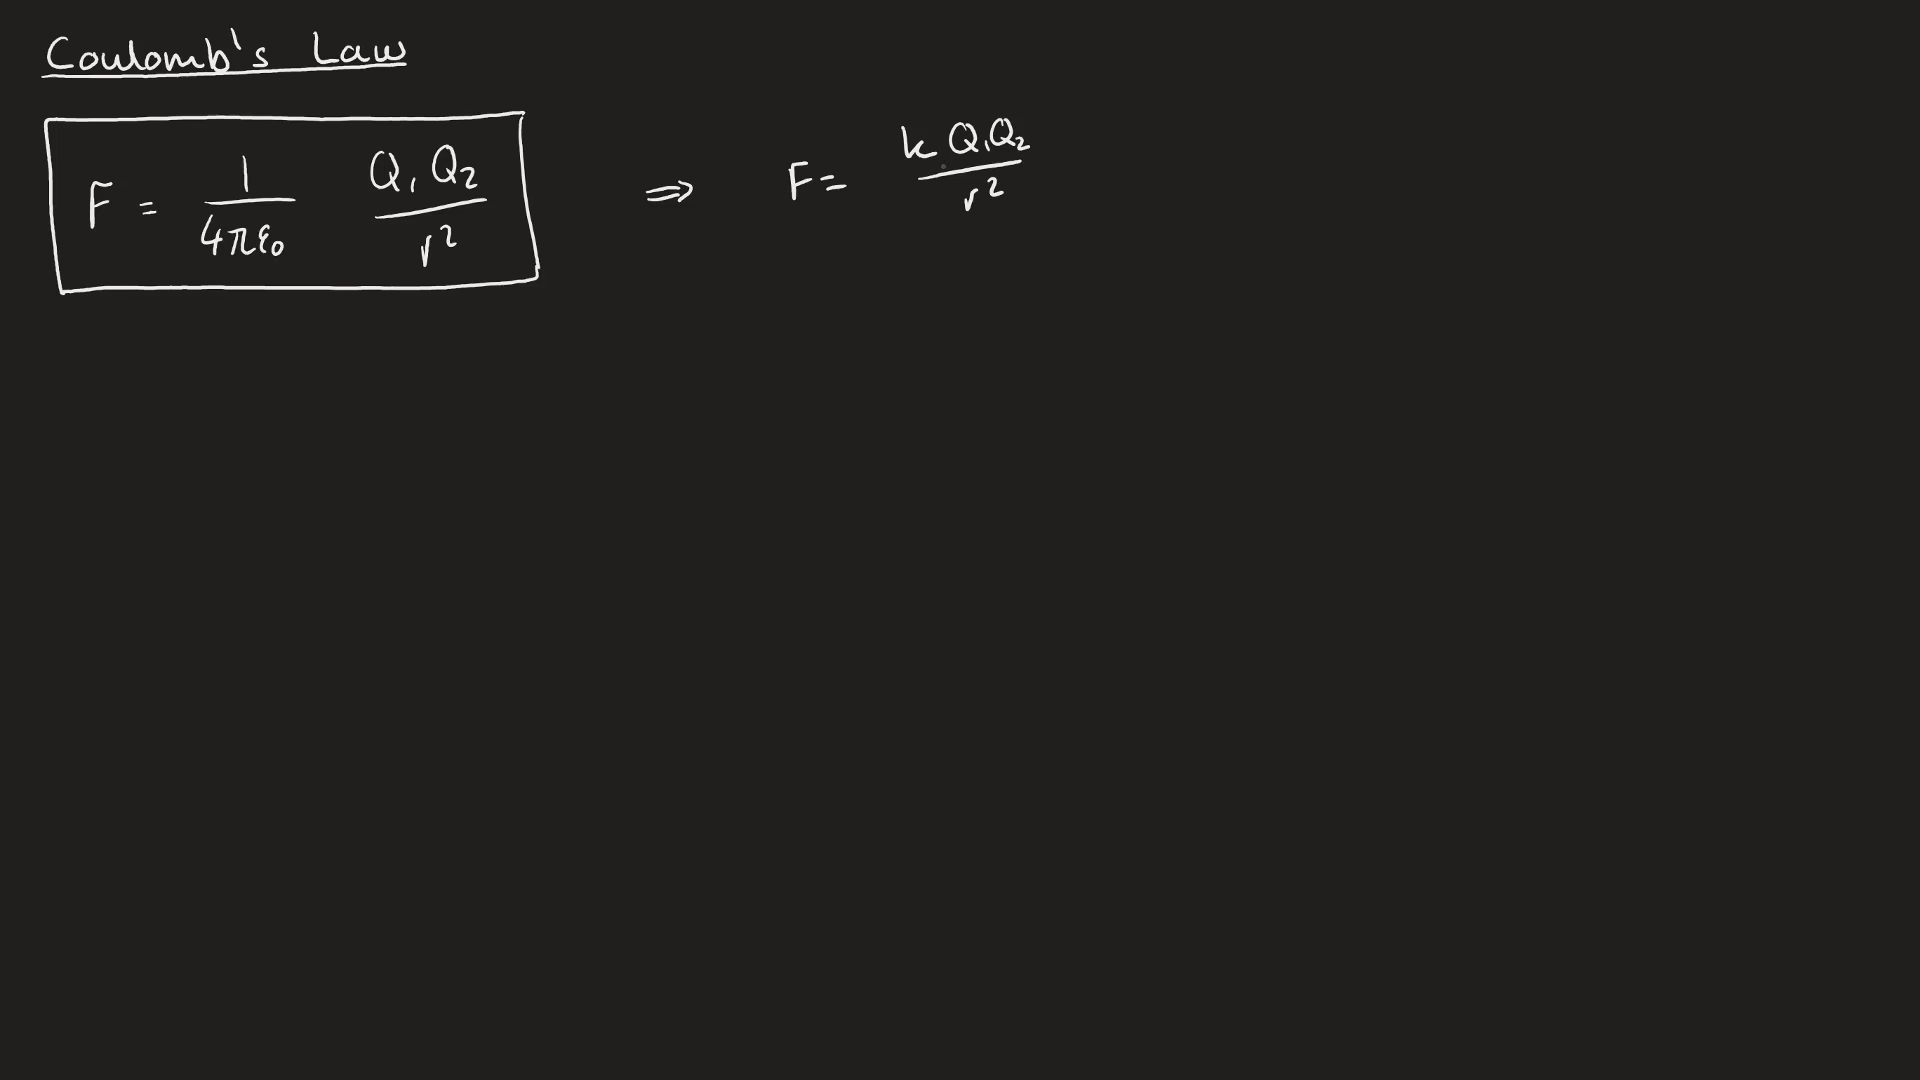 Coulomb's Law
F = 1/4πε₀ Q₁Q₂/r² ⇒ F = kQ₁Q₂/r²